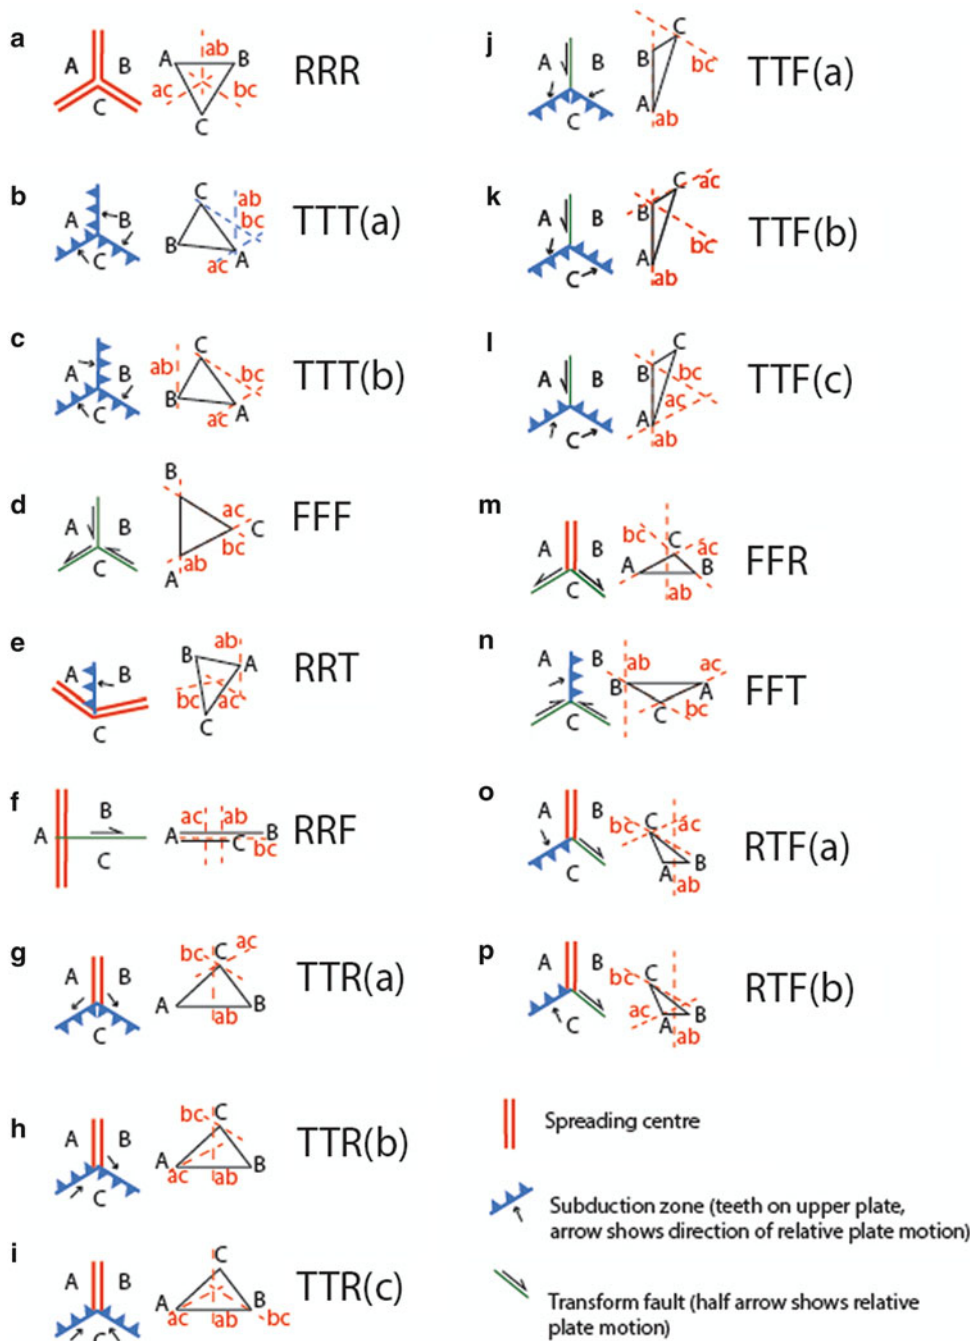 a
A B
C
A B
C
ab
ac bc
RRR
b
A B
C
C
B
A
ab
bc
ac
TTT(a)
c
A B
C
C
B
A
ab
bc
ac
TTT(b)
d
A B
C
B
C
A
ac
bc
ab
FFF
e
A B
C
B A
C
ab
bc ac
RRT
f
B
A
C
A B
C
ac ab
bc
RRF
g
A B
C
C
A B
bc ac
ab
TTR(a)
h
A B
C
C
A B
bc
ac ab
TTR(b)
i
A B
C
C
A B
ac ab bc
TTR(c)
j
A B
C
C
B
A
bc
ab
TTF(a)
k
A B
C
C
B
A
ac
bc
ab
TTF(b)
l
A B
C
C
B
A
bc
ac
ab
TTF(c)
m
A B
C
C
A B
bc ac
ab
FFR
n
A B
C
B A
C
ab ac
bc
FFT
o
A B
C
C
A B
bc ac
ab
RTF(a)
p
A B
C
C
A B
bc
ac
ab
RTF(b)
Spreading centre
Subduction zone (teeth on upper plate,
arrow shows direction of relative plate motion)
Transform fault (half arrow shows relative
plate motion)